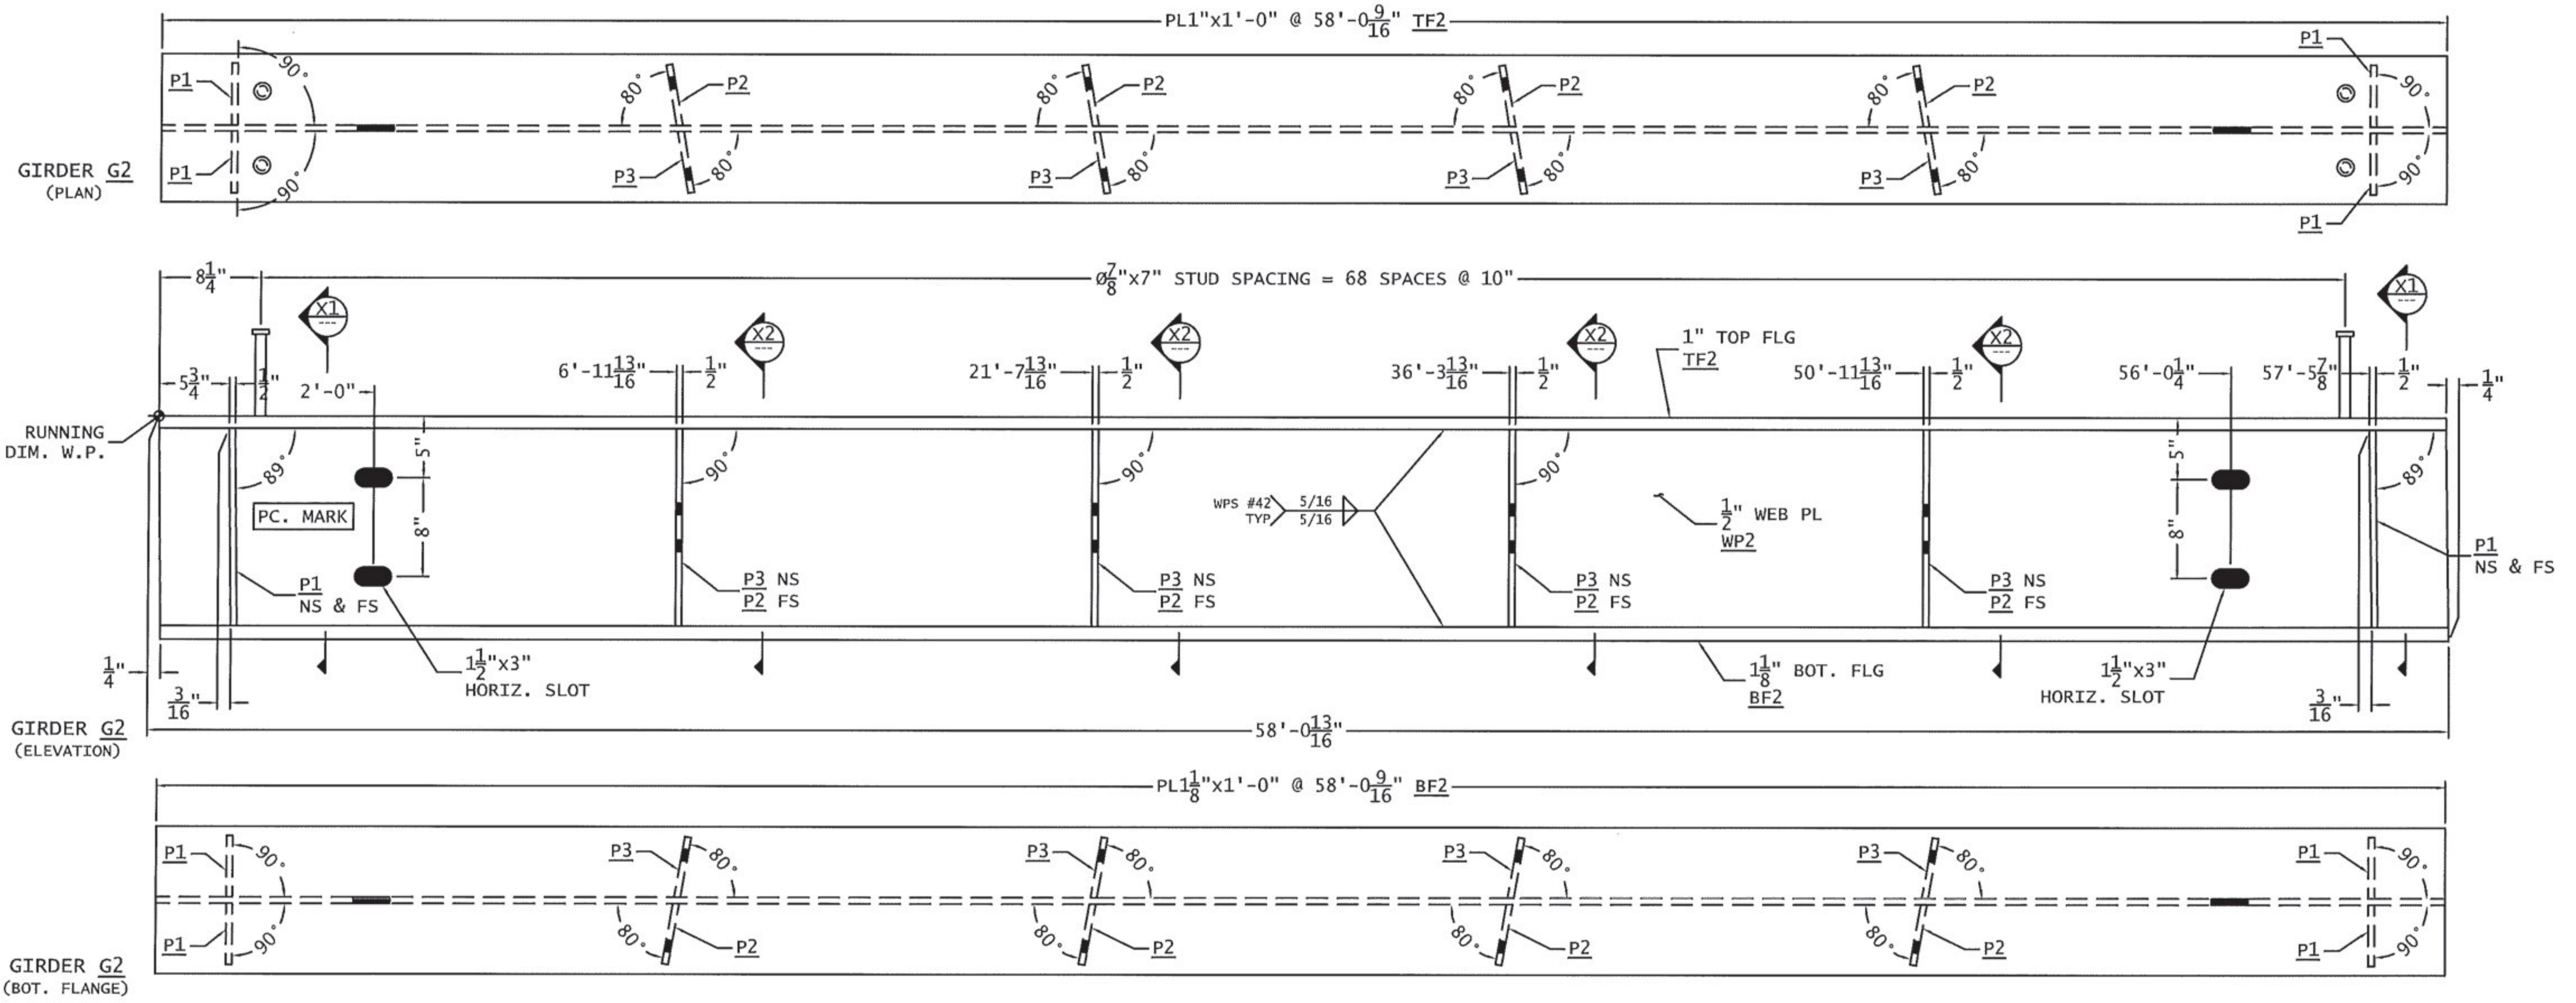 PL1"x1'-0" @ 58'-0 9/16" TF2
P1
P1
90°
90°
80°
P2
P3
80°
80°
P2
P3
80°
80°
P2
P3
80°
80°
P2
P3
80°
P1
90°
90°
P1
GIRDER G2
(PLAN)
8 1/4"
Ø7/8"x7" STUD SPACING = 68 SPACES @ 10"
X1
---
X2
---
X2
---
X2
---
X2
---
X1
---
1" TOP FLG
TF2
5 3/4"
1/2"
2'-0"
6'-11 13/16"
1/2"
21'-7 13/16"
1/2"
36'-3 13/16"
1/2"
50'-11 13/16"
1/2"
56'-0 1/4"
57'-5 7/8"
1/2"
1/4"
RUNNING
DIM. W.P.
89°
5"
90°
90°
90°
5"
89°
PC. MARK
8"
WPS #42
TYP
5/16
5/16
1/2" WEB PL
WP2
8"
P1
NS & FS
P3 NS
P2 FS
P3 NS
P2 FS
P3 NS
P2 FS
P3 NS
P2 FS
P1
NS & FS
1/4"
3/16"
1 1/2"x3"
HORIZ. SLOT
1 1/8" BOT. FLG
BF2
1 1/2"x3"
HORIZ. SLOT
3/16"
GIRDER G2
(ELEVATION)
58'-0 13/16"
PL1 1/8"x1'-0" @ 58'-0 9/16" BF2
P1
90°
P1
90°
P3
80°
80°
P2
P3
80°
80°
P2
P3
80°
80°
P2
P3
80°
80°
P2
P1
90°
P1
90°
GIRDER G2
(BOT. FLANGE)